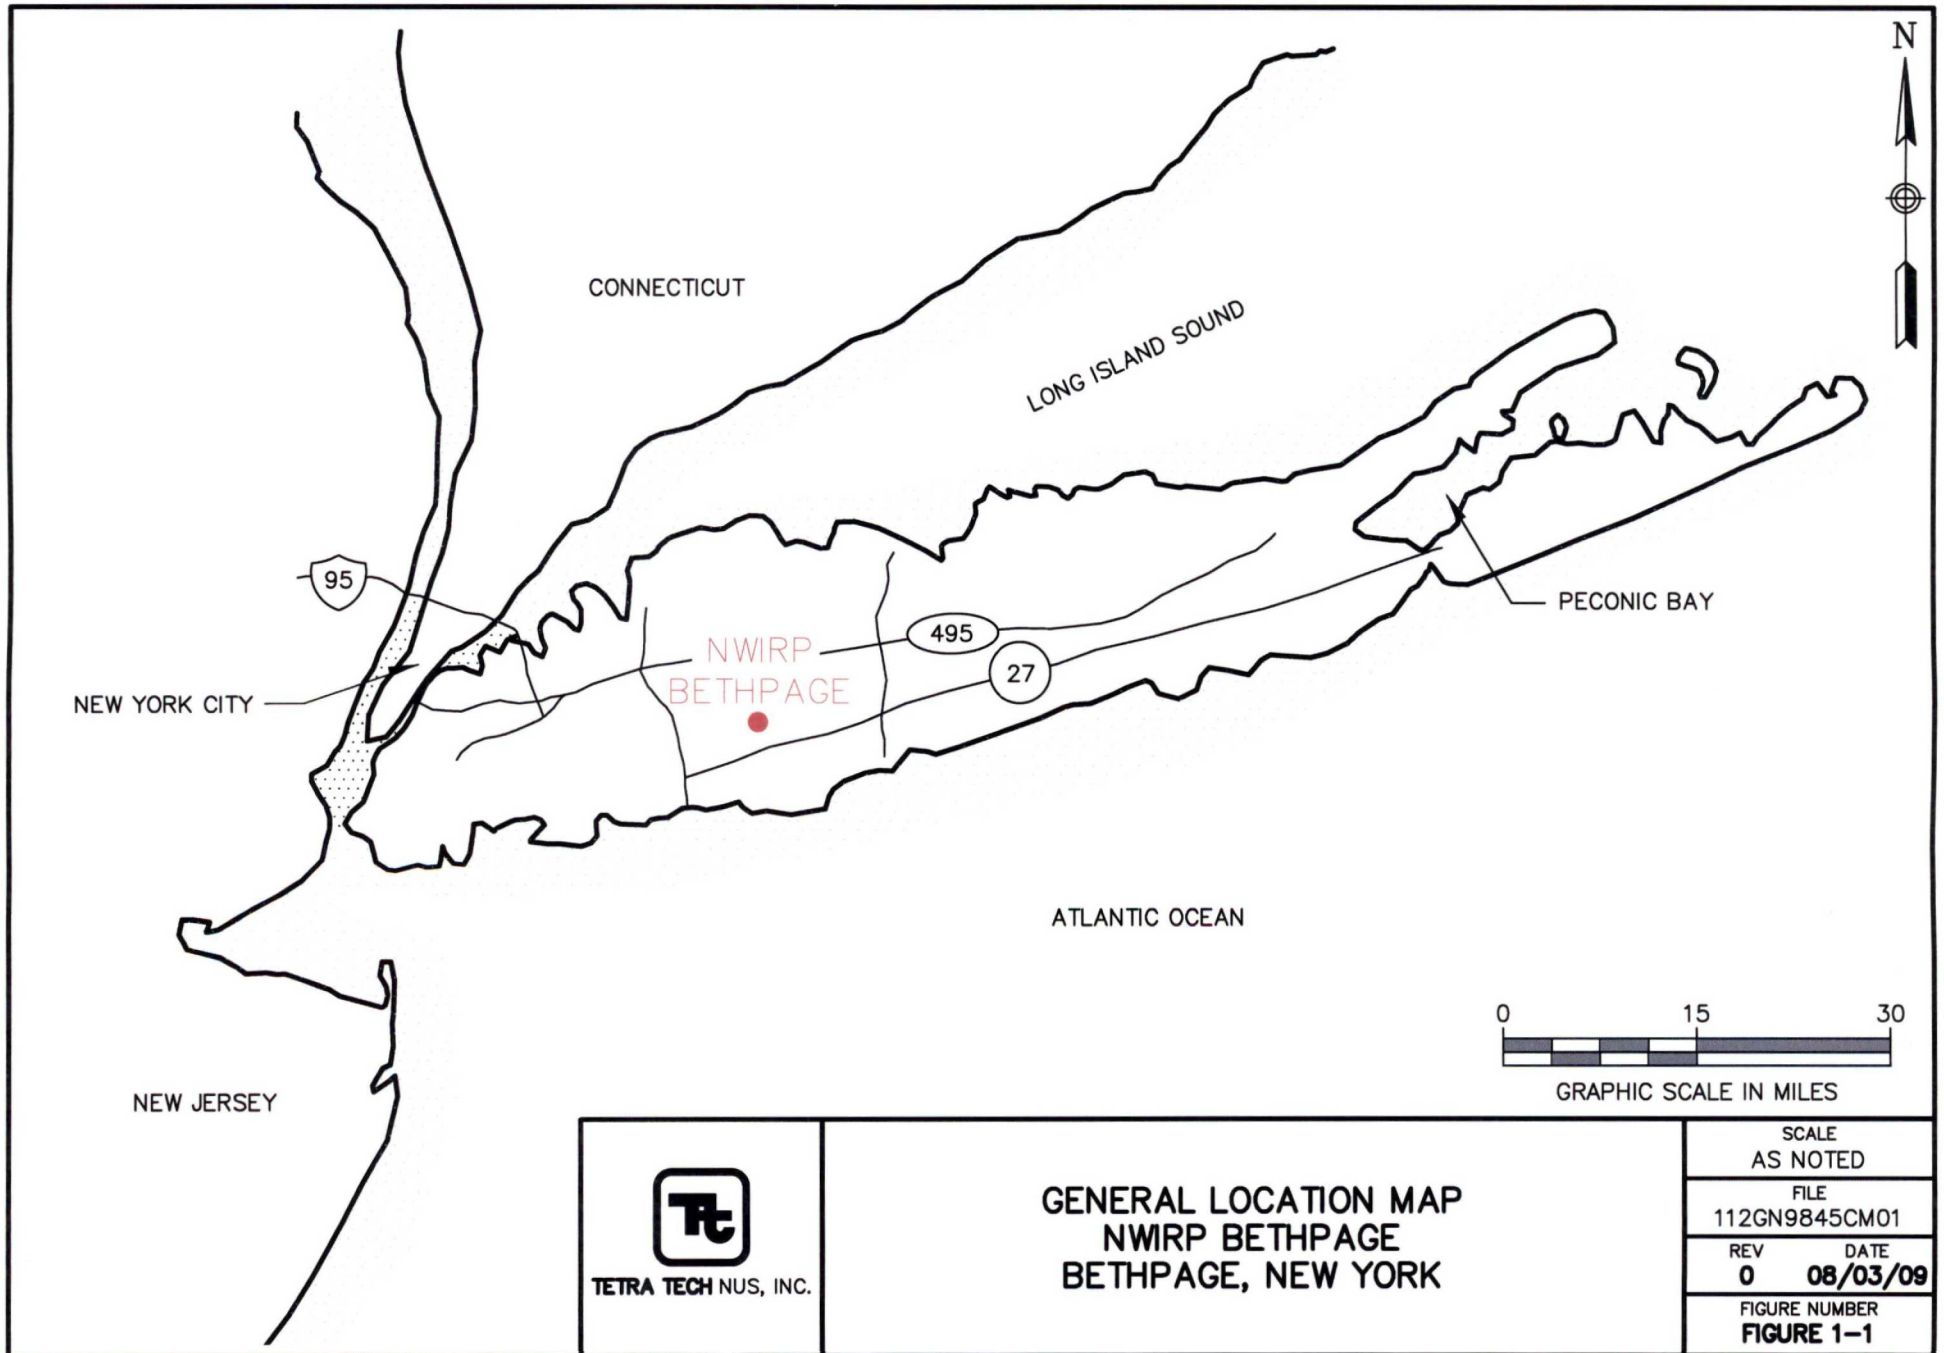 N
CONNECTICUT
LONG ISLAND SOUND
95
495
27
NWIRP
BETHPAGE
PECONIC BAY
NEW YORK CITY
ATLANTIC OCEAN
NEW JERSEY
0 15 30
GRAPHIC SCALE IN MILES
Tt
TETRA TECH NUS, INC.
GENERAL LOCATION MAP
NWIRP BETHPAGE
BETHPAGE, NEW YORK
SCALE
AS NOTED
FILE
112GN9845CM01
REV DATE
0 08/03/09
FIGURE NUMBER
FIGURE 1-1